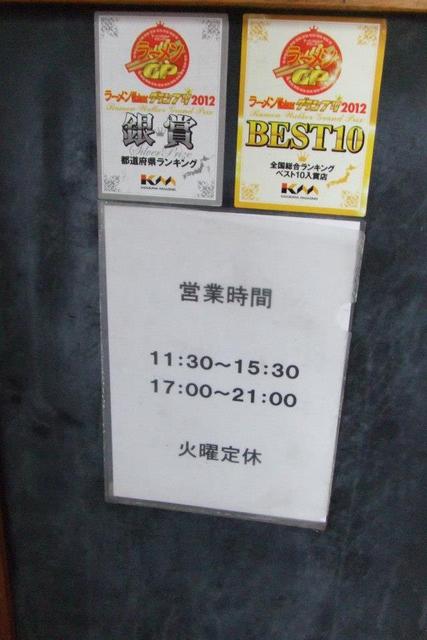 ラーメン
GP
ラーメンWalkerグランプリ2012
Ramen Walker Grand Prix
銀賞
Silver Prize
都道府県ランキング
KM
KADOKAWA MAGAZINES
ラーメン
GP
ラーメンWalkerグランプリ2012
Ramen Walker Grand Prix
BEST10
全国総合ランキング
ベスト10入賞店
KM
KADOKAWA MAGAZINES
営業時間
11:30～15:30
17:00～21:00
火曜定休